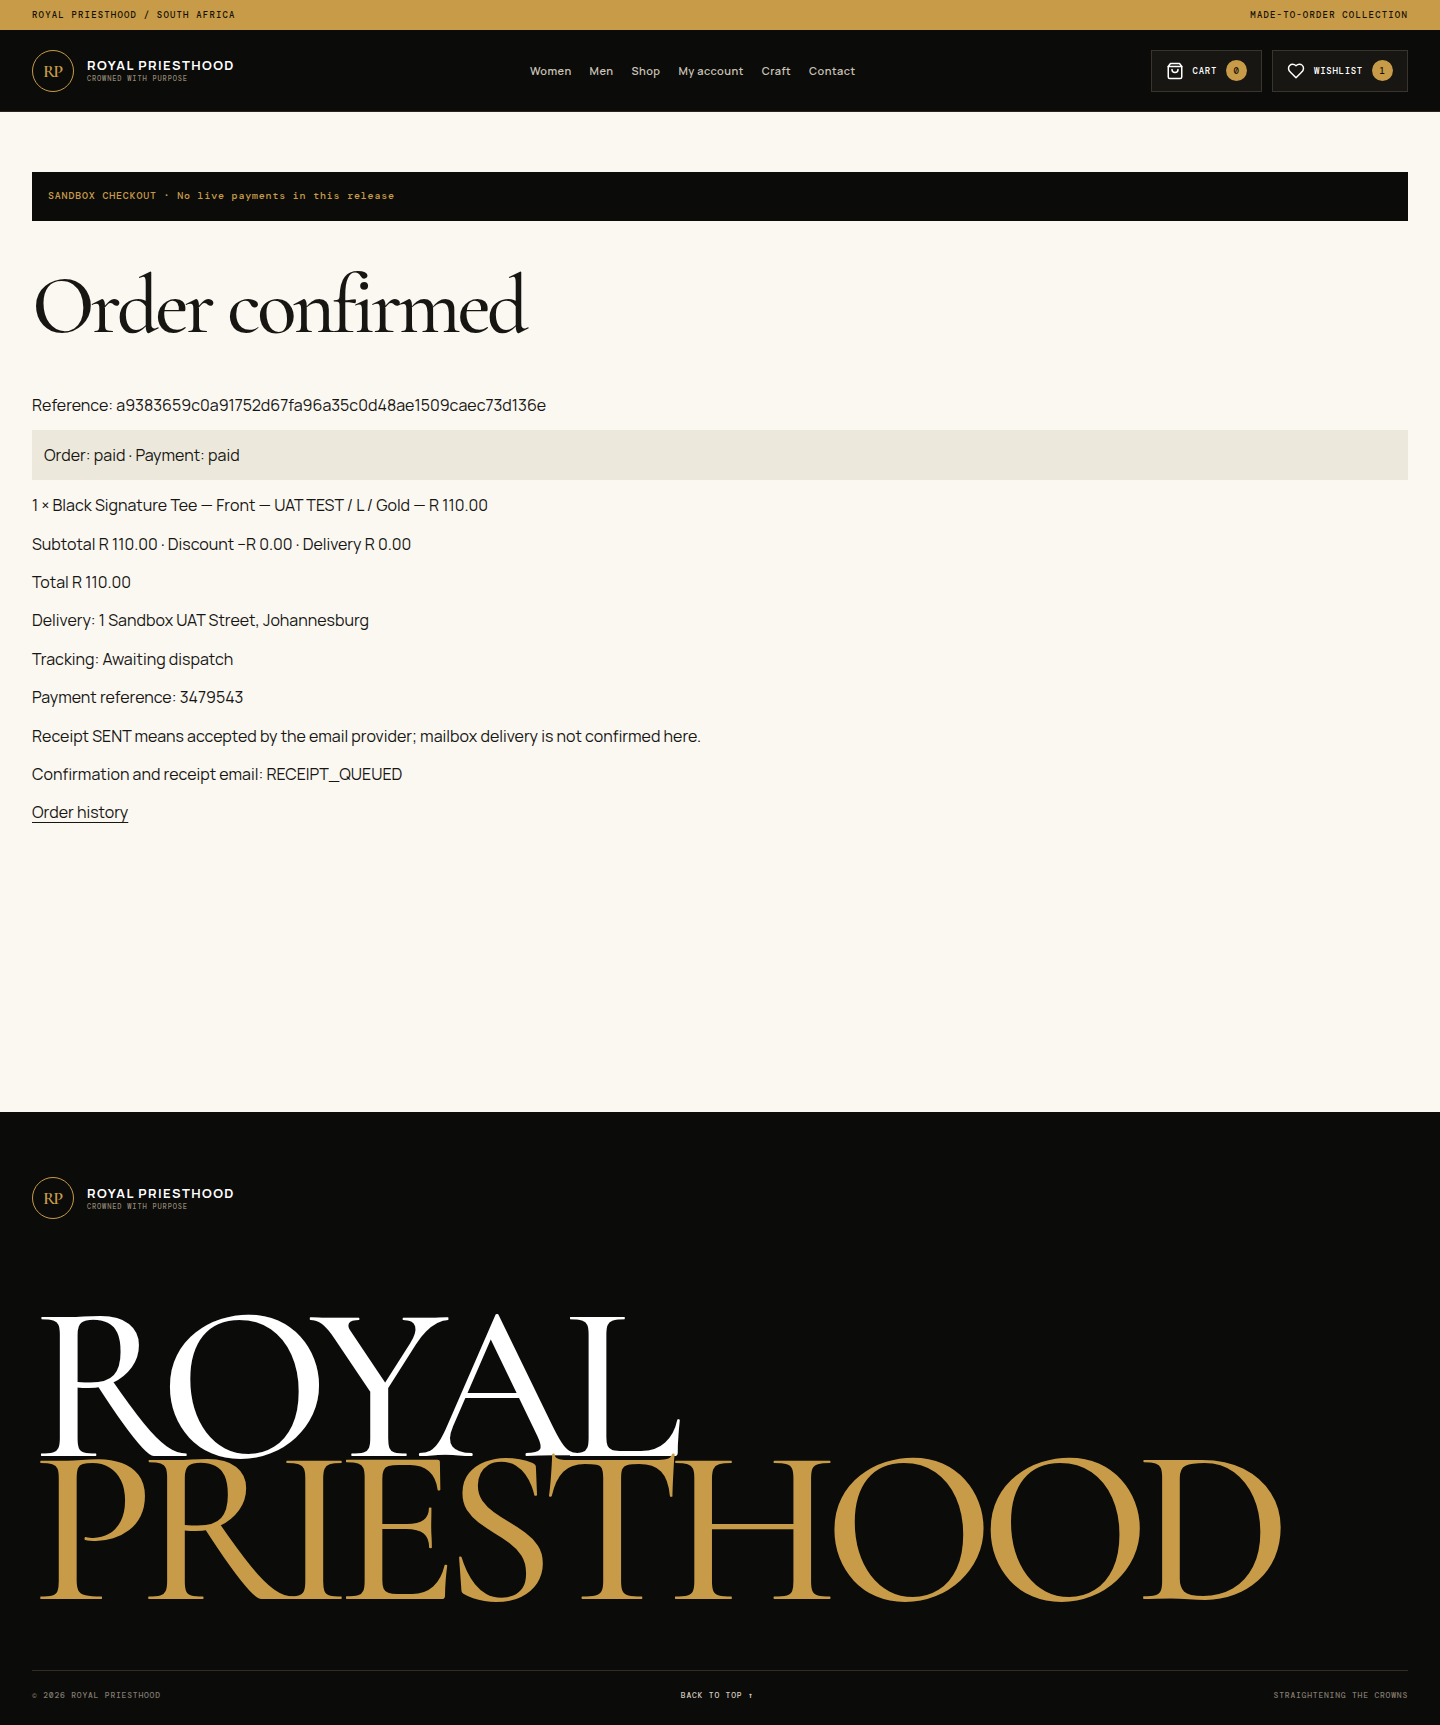 ROYAL PRIESTHOOD / SOUTH AFRICA
MADE-TO-ORDER COLLECTION
RP
ROYAL PRIESTHOOD
CROWNED WITH PURPOSE
Women Men Shop My account Craft Contact
CART 0
WISHLIST 1
SANDBOX CHECKOUT · No live payments in this release
Order confirmed
Reference: a9383659c0a91752d67fa96a35c0d48ae1509caec73d136e
Order: paid · Payment: paid
1 × Black Signature Tee — Front — UAT TEST / L / Gold — R 110.00
Subtotal R 110.00 · Discount −R 0.00 · Delivery R 0.00
Total R 110.00
Delivery: 1 Sandbox UAT Street, Johannesburg
Tracking: Awaiting dispatch
Payment reference: 3479543
Receipt SENT means accepted by the email provider; mailbox delivery is not confirmed here.
Confirmation and receipt email: RECEIPT_QUEUED
Order history
RP
ROYAL PRIESTHOOD
CROWNED WITH PURPOSE
ROYAL
PRIESTHOOD
© 2026 ROYAL PRIESTHOOD
BACK TO TOP ↑
STRAIGHTENING THE CROWNS